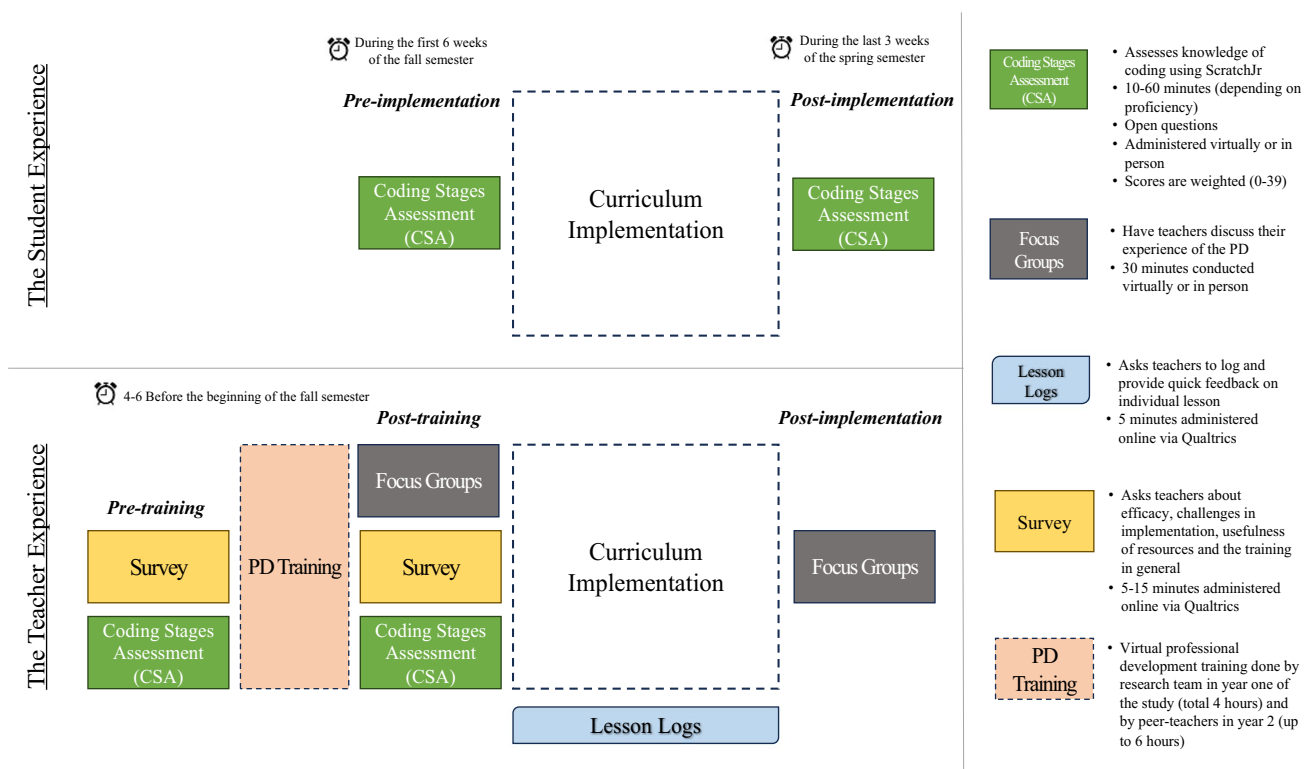 The Student Experience
During the first 6 weeks
of the fall semester
During the last 3 weeks
of the spring semester
Pre-implementation
Post-implementation
Coding Stages
Assessment
(CSA)
Curriculum
Implementation
Coding Stages
Assessment
(CSA)
The Teacher Experience
4-6 Before the beginning of the fall semester
Post-training
Post-implementation
Pre-training
Focus Groups
Survey
PD Training
Survey
Curriculum
Implementation
Focus Groups
Coding Stages
Assessment
(CSA)
Coding Stages
Assessment
(CSA)
Lesson Logs
Coding Stages
Assessment
(CSA)
• Assesses knowledge of
coding using ScratchJr
• 10-60 minutes (depending on
proficiency)
• Open questions
• Administered virtually or in
person
• Scores are weighted (0-39)
Focus
Groups
• Have teachers discuss their
experience of the PD
• 30 minutes conducted
virtually or in person
Lesson
Logs
• Asks teachers to log and
provide quick feedback on
individual lesson
• 5 minutes administered
online via Qualtrics
Survey
• Asks teachers about
efficacy, challenges in
implementation, usefulness
of resources and the training
in general
• 5-15 minutes administered
online via Qualtrics
PD
Training
• Virtual professional
development training done by
research team in year one of
the study (total 4 hours) and
by peer-teachers in year 2 (up
to 6 hours)